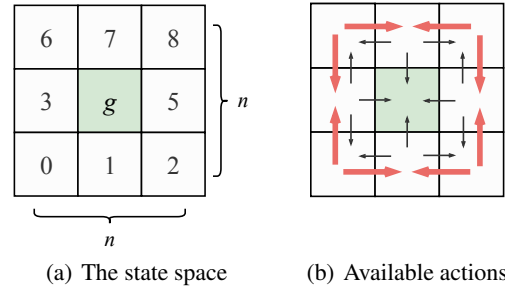 6 7 8
3 g 5
n
0 1 2
n
(a) The state space
(b) Available actions